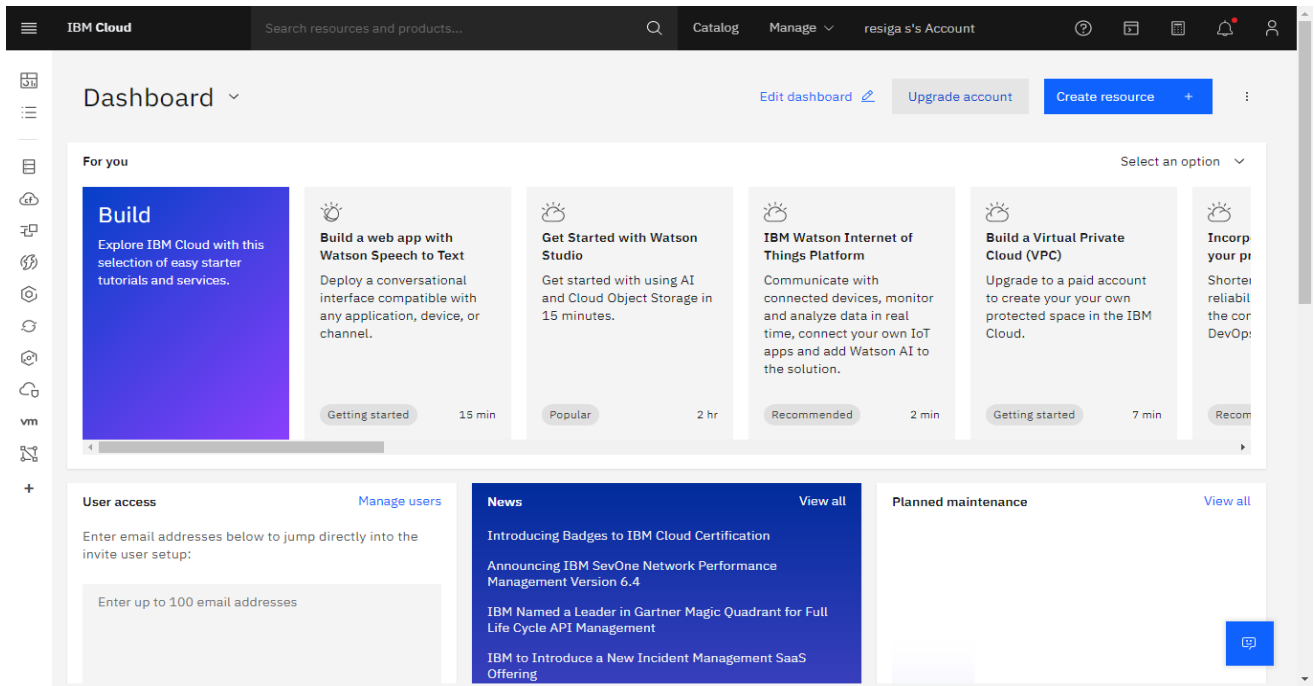 IBM Cloud
Search resources and products...
Catalog
Manage
resiga s's Account
Dashboard
Edit dashboard
Upgrade account
Create resource +
For you
Select an option
Build
Explore IBM Cloud with this
selection of easy starter
tutorials and services.
Build a web app with
Watson Speech to Text
Deploy a conversational
interface compatible with
any application, device, or
channel.
Getting started
15 min
Get Started with Watson
Studio
Get started with using AI
and Cloud Object Storage in
15 minutes.
Popular
2 hr
IBM Watson Internet of
Things Platform
Communicate with
connected devices, monitor
and analyze data in real
time, connect your own IoT
apps and add Watson AI to
the solution.
Recommended
2 min
Build a Virtual Private
Cloud (VPC)
Upgrade to a paid account
to create your your own
protected space in the IBM
Cloud.
Getting started
7 min
Incorp
your pr
Shorter
reliabil
the cor
DevOps
Recom
vm
User access
Manage users
Enter email addresses below to jump directly into the
invite user setup:
Enter up to 100 email addresses
News
View all
Introducing Badges to IBM Cloud Certification
Announcing IBM SevOne Network Performance
Management Version 6.4
IBM Named a Leader in Gartner Magic Quadrant for Full
Life Cycle API Management
IBM to Introduce a New Incident Management SaaS
Offering
Planned maintenance
View all